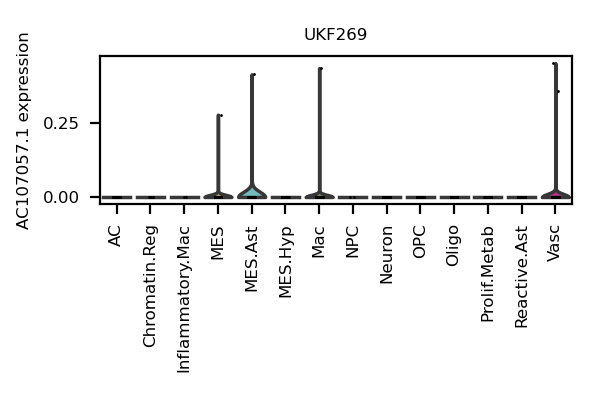 UKF269
AC107057.1 expression
0.25
0.00
AC
Chromatin.Reg
Inflammatory.Mac
MES
MES.Ast
MES.Hyp
Mac
NPC
Neuron
OPC
Oligo
Prolif.Metab
Reactive.Ast
Vasc